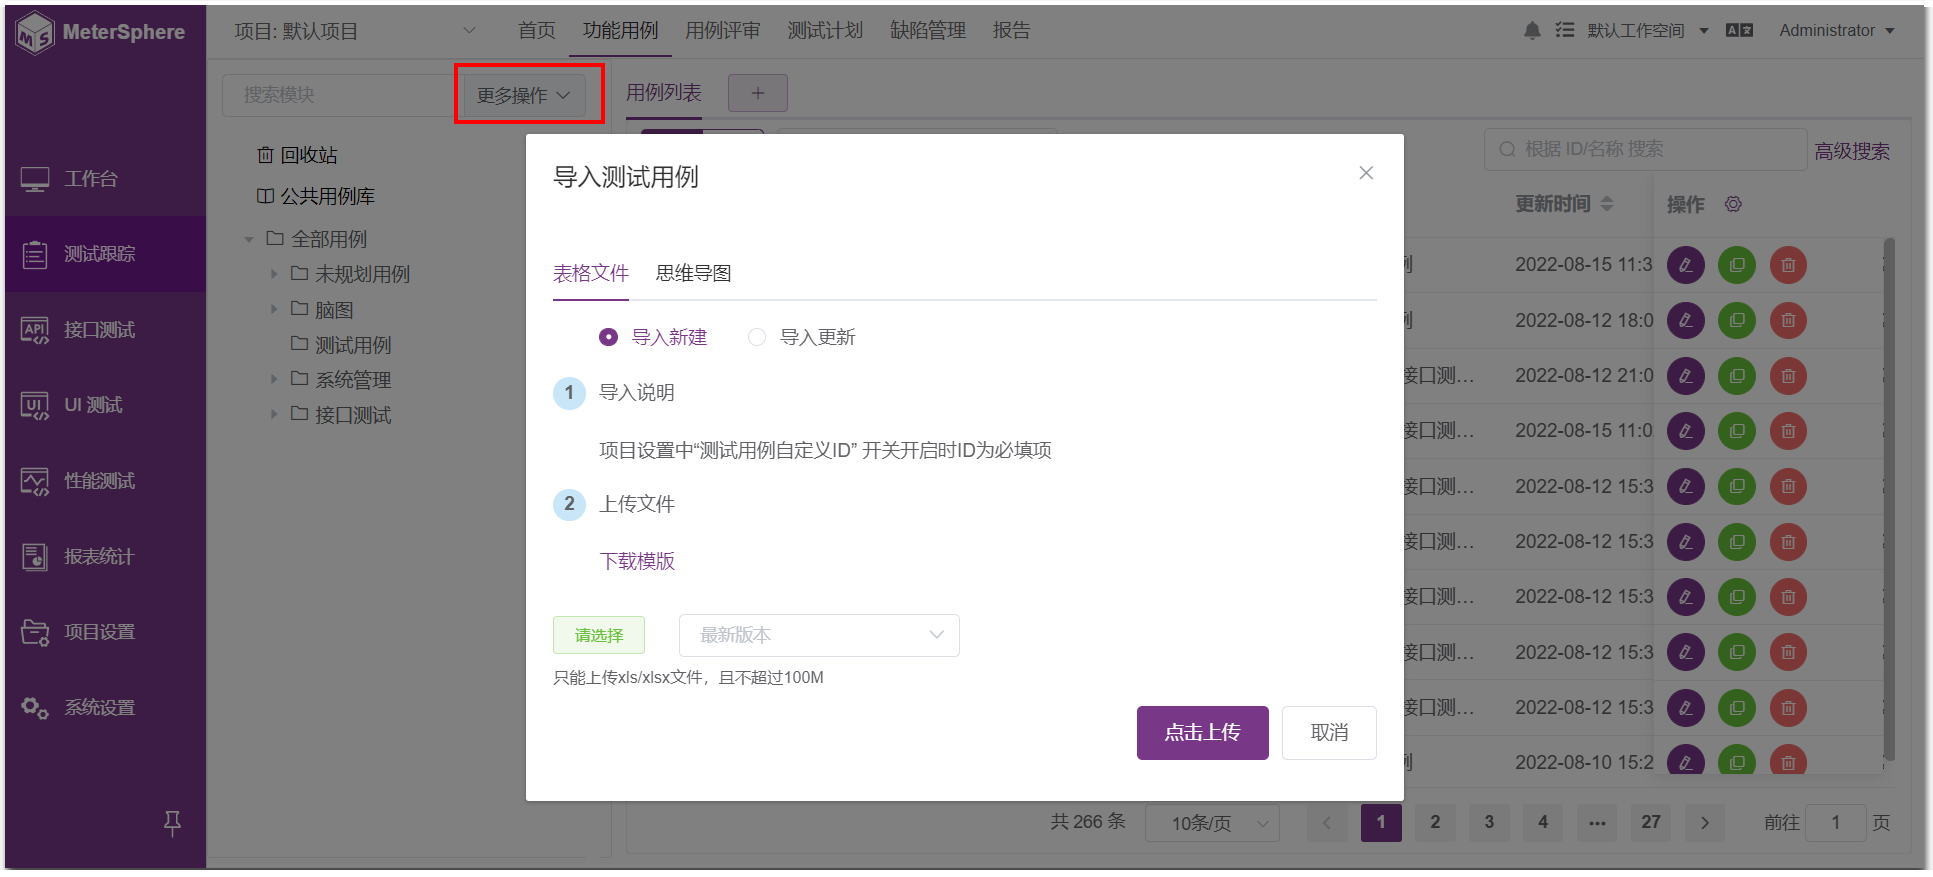 MeterSphere
项目: 默认项目
首页
功能用例
用例评审
测试计划
缺陷管理
报告
默认工作空间
Administrator
工作台
测试跟踪
接口测试
UI 测试
性能测试
报表统计
项目设置
系统设置
搜索模块
更多操作
回收站
公共用例库
全部用例
未规划用例
脑图
测试用例
系统管理
接口测试
用例列表
+
根据 ID/名称 搜索
高级搜索
更新时间
操作
2022-08-15 11:3
2022-08-12 18:0
接口测… 2022-08-12 21:0
接口测… 2022-08-15 11:0
接口测… 2022-08-12 15:3
接口测… 2022-08-12 15:3
接口测… 2022-08-12 15:3
接口测… 2022-08-12 15:3
接口测… 2022-08-12 15:3
2022-08-10 15:2
导入测试用例
表格文件
思维导图
导入新建
导入更新
1 导入说明
项目设置中“测试用例自定义ID” 开关开启时ID为必填项
2 上传文件
下载模版
请选择
最新版本
只能上传xls/xlsx文件，且不超过100M
点击上传
取消
共 266 条
10条/页
1
2
3
4
...
27
前往 1 页